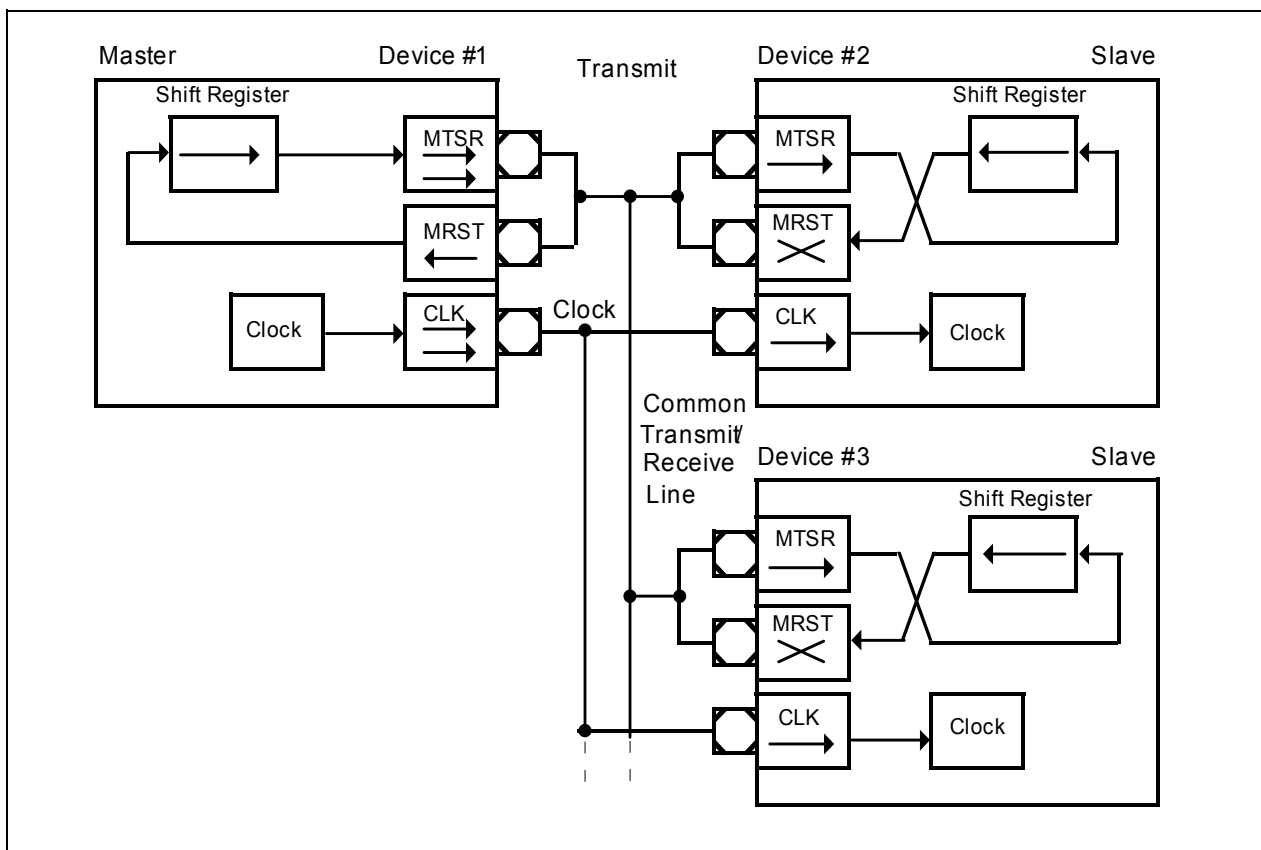 Master
Device #1
Shift Register
MTSR
MRST
Clock
CLK
Transmit
Clock
Common
Transmit/
Receive
Line
Device #2
Slave
Shift Register
MTSR
MRST
CLK
Clock
Device #3
Slave
Shift Register
MTSR
MRST
CLK
Clock